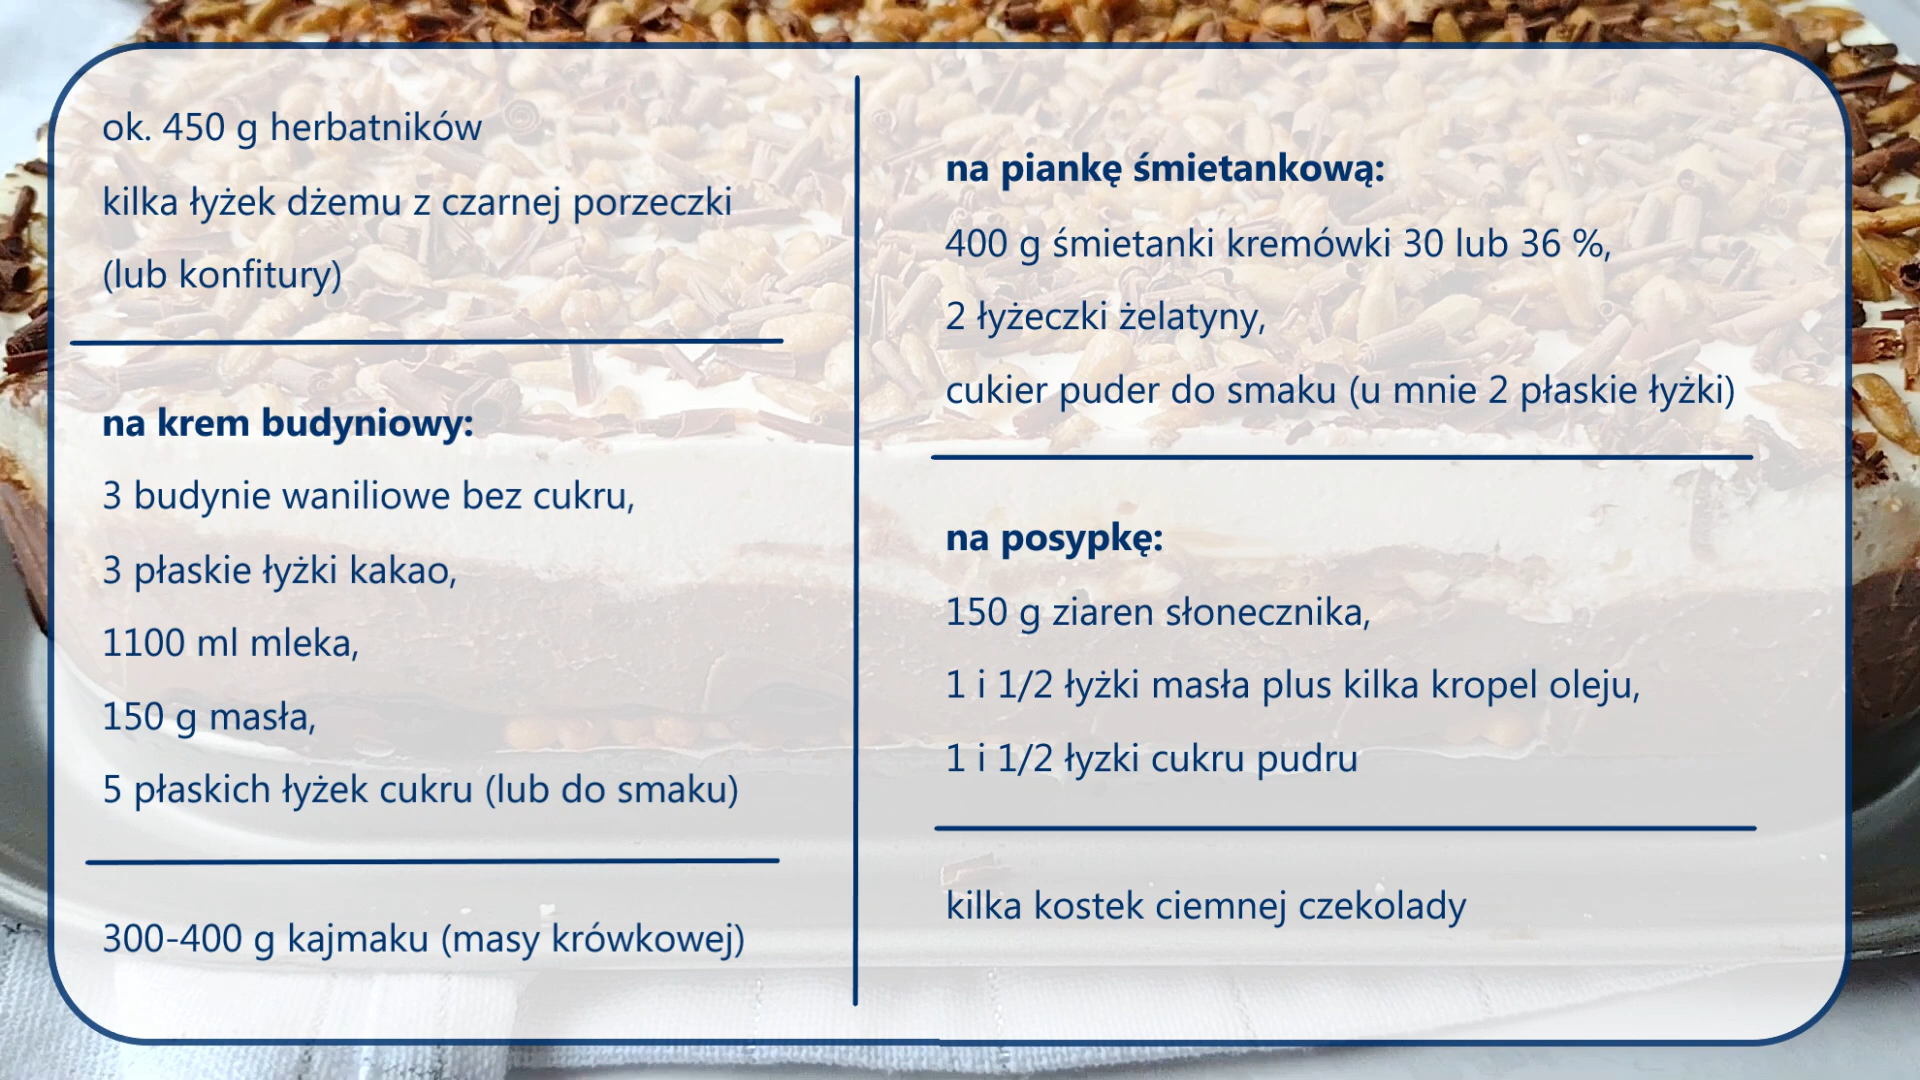 ok. 450 g herbatników
kilka łyżek dżemu z czarnej porzeczki
(lub konfitury)
na krem budyniowy:
3 budynie waniliowe bez cukru,
3 płaskie łyżki kakao,
1100 ml mleka,
150 g masła,
5 płaskich łyżek cukru (lub do smaku)
300-400 g kajmaku (masy krówkowej)
na piankę śmietankową:
400 g śmietanki kremówki 30 lub 36 %,
2 łyżeczki żelatyny,
cukier puder do smaku (u mnie 2 płaskie łyżki)
na posypkę:
150 g ziaren słonecznika,
1 i 1/2 łyżki masła plus kilka kropel oleju,
1 i 1/2 łyzki cukru pudru
kilka kostek ciemnej czekolady